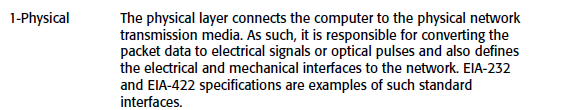 1-Physical The physical layer connects the computer to the physical network
transmission media. As such, it is responsible for converting the
packet data to electrical signals or optical pulses and also defines
the electrical and mechanical interfaces to the network. EIA-232
and EIA-422 specifications are examples of such standard
interfaces.